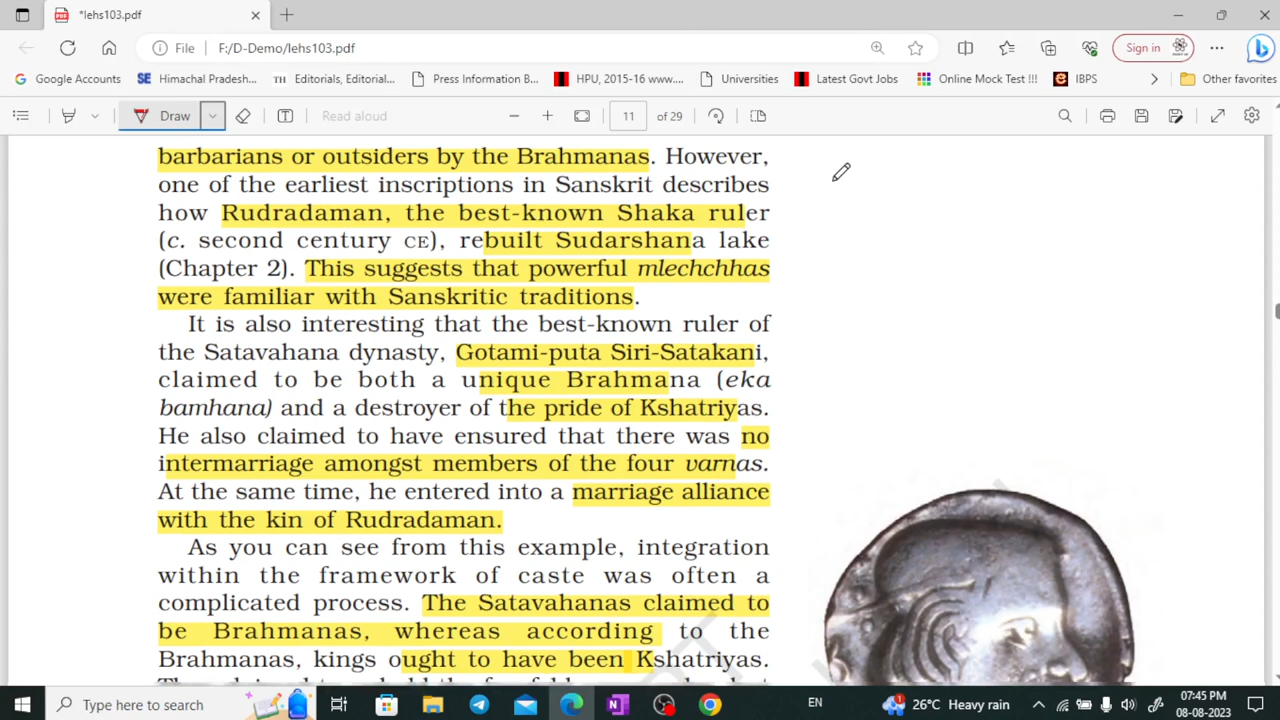 *lehs103.pdf
File F:/D-Demo/lehs103.pdf Sign in
Google Accounts SE Himachal Pradesh... TH Editorials, Editorial... Press Information B... HPU, 2015-16 www.... Universities Latest Govt Jobs Online Mock Test !!! e IBPS Other favorites
Draw Read aloud 11 of 29
barbarians or outsiders by the Brahmanas. However,
one of the earliest inscriptions in Sanskrit describes
how Rudradaman, the best-known Shaka ruler
(c. second century CE), rebuilt Sudarshana lake
(Chapter 2). This suggests that powerful mlechchhas
were familiar with Sanskritic traditions.
It is also interesting that the best-known ruler of
the Satavahana dynasty, Gotami-puta Siri-Satakani,
claimed to be both a unique Brahmana (eka
bamhana) and a destroyer of the pride of Kshatriyas.
He also claimed to have ensured that there was no
intermarriage amongst members of the four varnas.
At the same time, he entered into a marriage alliance
with the kin of Rudradaman.
As you can see from this example, integration
within the framework of caste was often a
complicated process. The Satavahanas claimed to
be Brahmanas, whereas according to the
Brahmanas, kings ought to have been Kshatriyas.
Type here to search EN 1 26°C Heavy rain 07:45 PM
08-08-2023